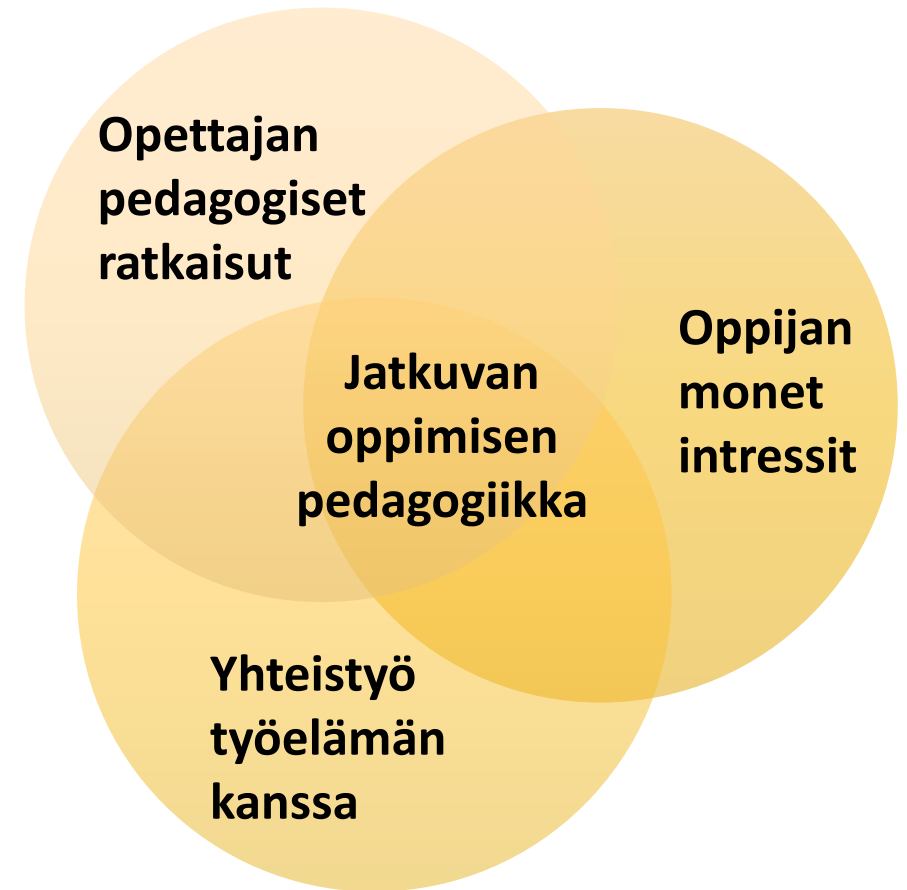 Opettajan
pedagogiset
ratkaisut
Oppijan
monet
intressit
Jatkuvan
oppimisen
pedagogiikka
Yhteistyö
työelämän
kanssa